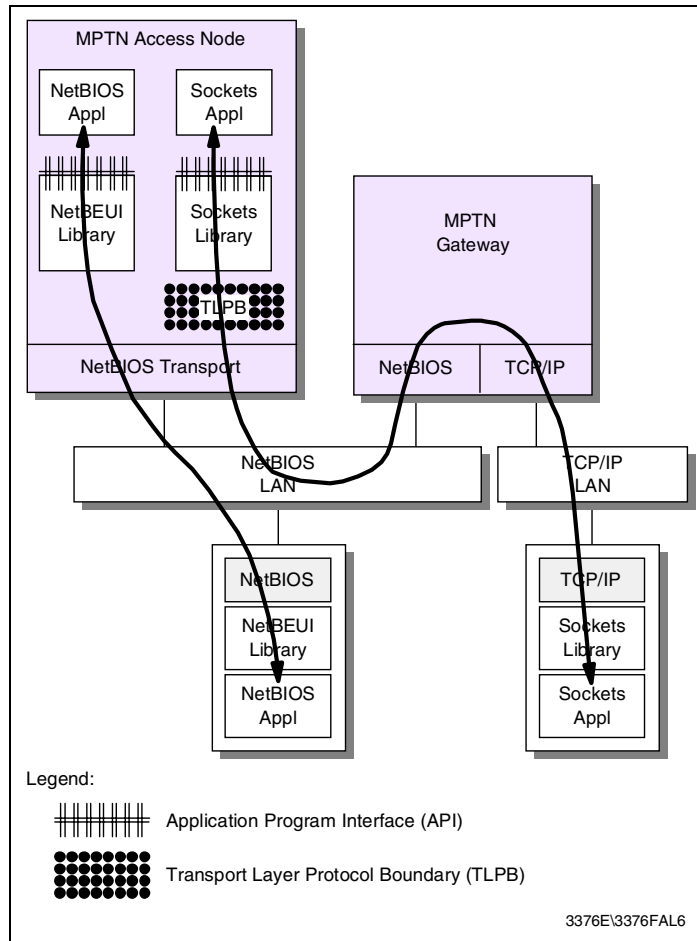 MPTN Access Node
NetBIOS
Appl
Sockets
Appl
NetBEUI
Library
Sockets
Library
TLPB
NetBIOS Transport
MPTN
Gateway
NetBIOS
TCP/IP
NetBIOS
LAN
TCP/IP
LAN
NetBIOS
NetBEUI
Library
NetBIOS
Appl
TCP/IP
Sockets
Library
Sockets
Appl
Legend:
Application Program Interface (API)
Transport Layer Protocol Boundary (TLPB)
3376E\3376FAL6